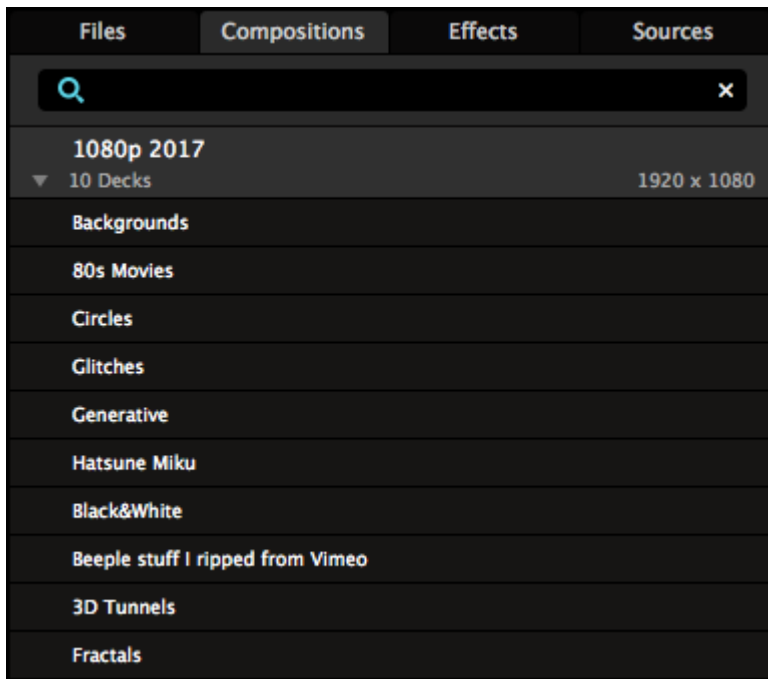 Files Compositions Effects Sources
1080p 2017
10 Decks 1920 x 1080
Backgrounds
80s Movies
Circles
Glitches
Generative
Hatsune Miku
Black&White
Beeple stuff I ripped from Vimeo
3D Tunnels
Fractals